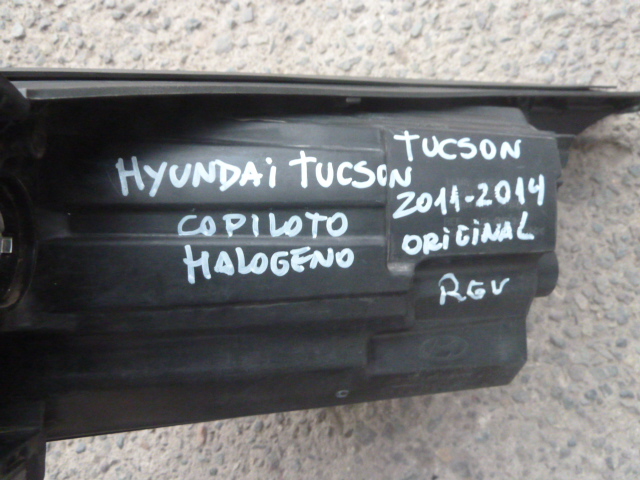 HYUNDAI TUCSON
COPILOTO
HALOGENO
TUCSON
2011-2014
ORIGINAL
RGV